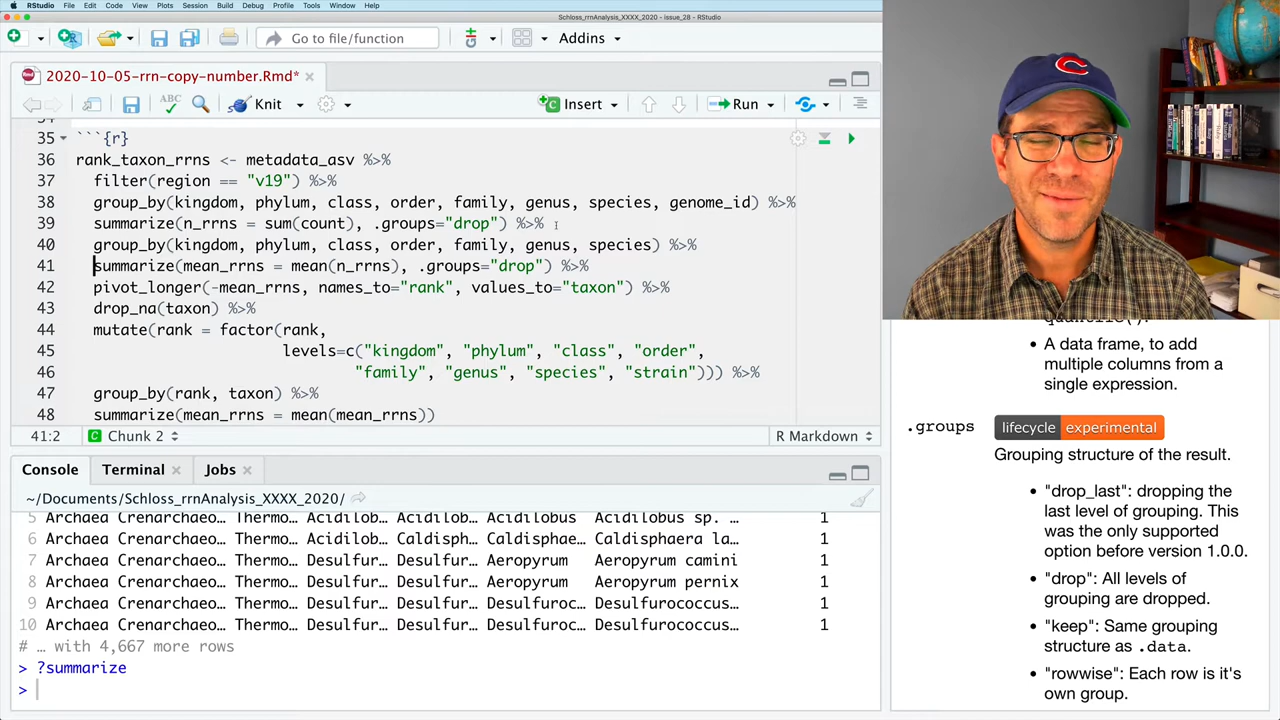 RStudio File Edit Code View Plots Session Build Debug Profile Tools Window Help
Schloss_rrnAnalysis_XXXX_2020 - issue_28 - RStudio
Go to file/function Addins
2020-10-05-rrn-copy-number.Rmd*
ABC Knit Insert Run
35 ```{r}
36 rank_taxon_rrns <- metadata_asv %>%
37 filter(region == "v19") %>%
38 group_by(kingdom, phylum, class, order, family, genus, species, genome_id) %>%
39 summarize(n_rrns = sum(count), .groups="drop") %>%
40 group_by(kingdom, phylum, class, order, family, genus, species) %>%
41 summarize(mean_rrns = mean(n_rrns), .groups="drop") %>%
42 pivot_longer(-mean_rrns, names_to="rank", values_to="taxon") %>%
43 drop_na(taxon) %>%
44 mutate(rank = factor(rank,
45 levels=c("kingdom", "phylum", "class", "order",
46 "family", "genus", "species", "strain"))) %>%
47 group_by(rank, taxon) %>%
48 summarize(mean_rrns = mean(mean_rrns))
41:2 Chunk 2 R Markdown
Console Terminal Jobs
~/Documents/Schloss_rrnAnalysis_XXXX_2020/
5 Archaea Crenarchaeo… Thermo… Acidilob… Acidilob… Acidilobus Acidilobus sp. … 1
6 Archaea Crenarchaeo… Thermo… Acidilob… Caldisph… Caldisphae… Caldisphaera la… 1
7 Archaea Crenarchaeo… Thermo… Desulfur… Desulfur… Aeropyrum Aeropyrum camini 1
8 Archaea Crenarchaeo… Thermo… Desulfur… Desulfur… Aeropyrum Aeropyrum pernix 1
9 Archaea Crenarchaeo… Thermo… Desulfur… Desulfur… Desulfuroc… Desulfurococcus… 1
10 Archaea Crenarchaeo… Thermo… Desulfur… Desulfur… Desulfuroc… Desulfurococcus… 1
# … with 4,667 more rows
> ?summarize
>
C
quantile().
• A data frame, to add
multiple columns from a
single expression.
.groups lifecycle experimental
Grouping structure of the result.
• "drop_last": dropping the
last level of grouping. This
was the only supported
option before version 1.0.0.
• "drop": All levels of
grouping are dropped.
• "keep": Same grouping
structure as .data.
• "rowwise": Each row is it's
own group.